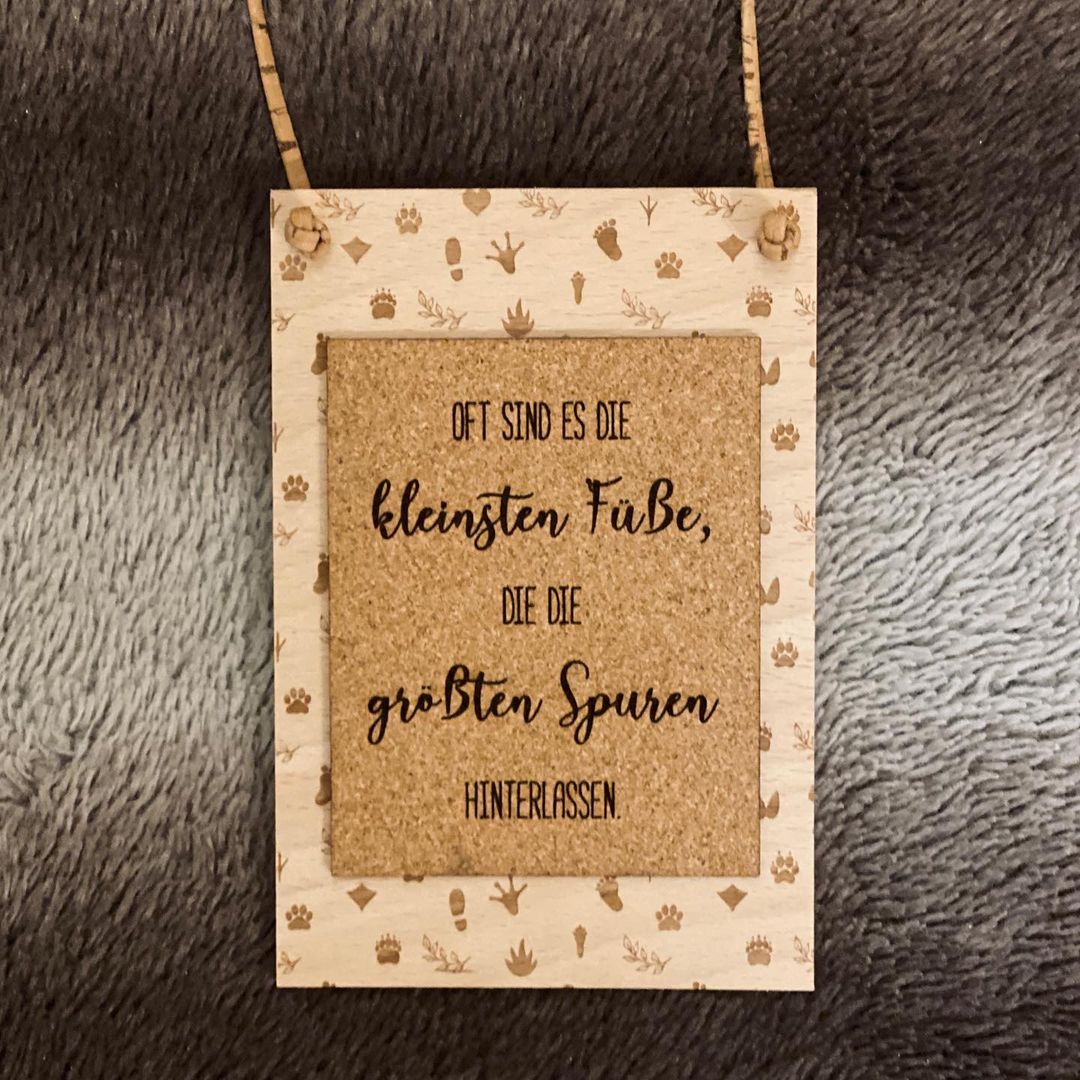 OFT SIND ES DIE
kleinsten Füße,
DIE DIE
größten Spuren
HINTERLASSEN.